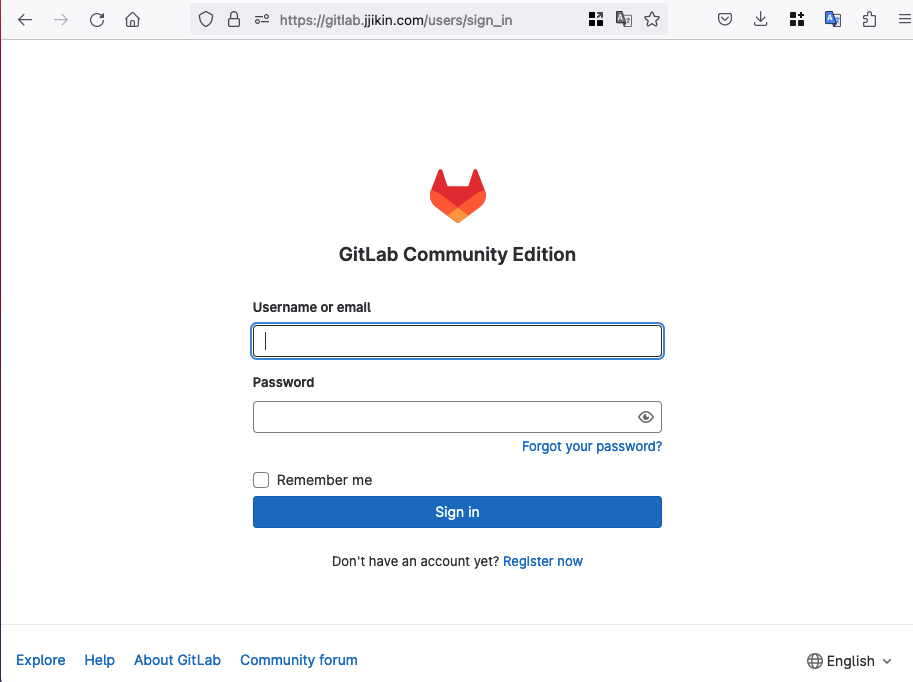 https://gitlab.jjikin.com/users/sign_in
GitLab Community Edition
Username or email
Password
Forgot your password?
Remember me
Sign in
Don't have an account yet? Register now
Explore Help About GitLab Community forum English